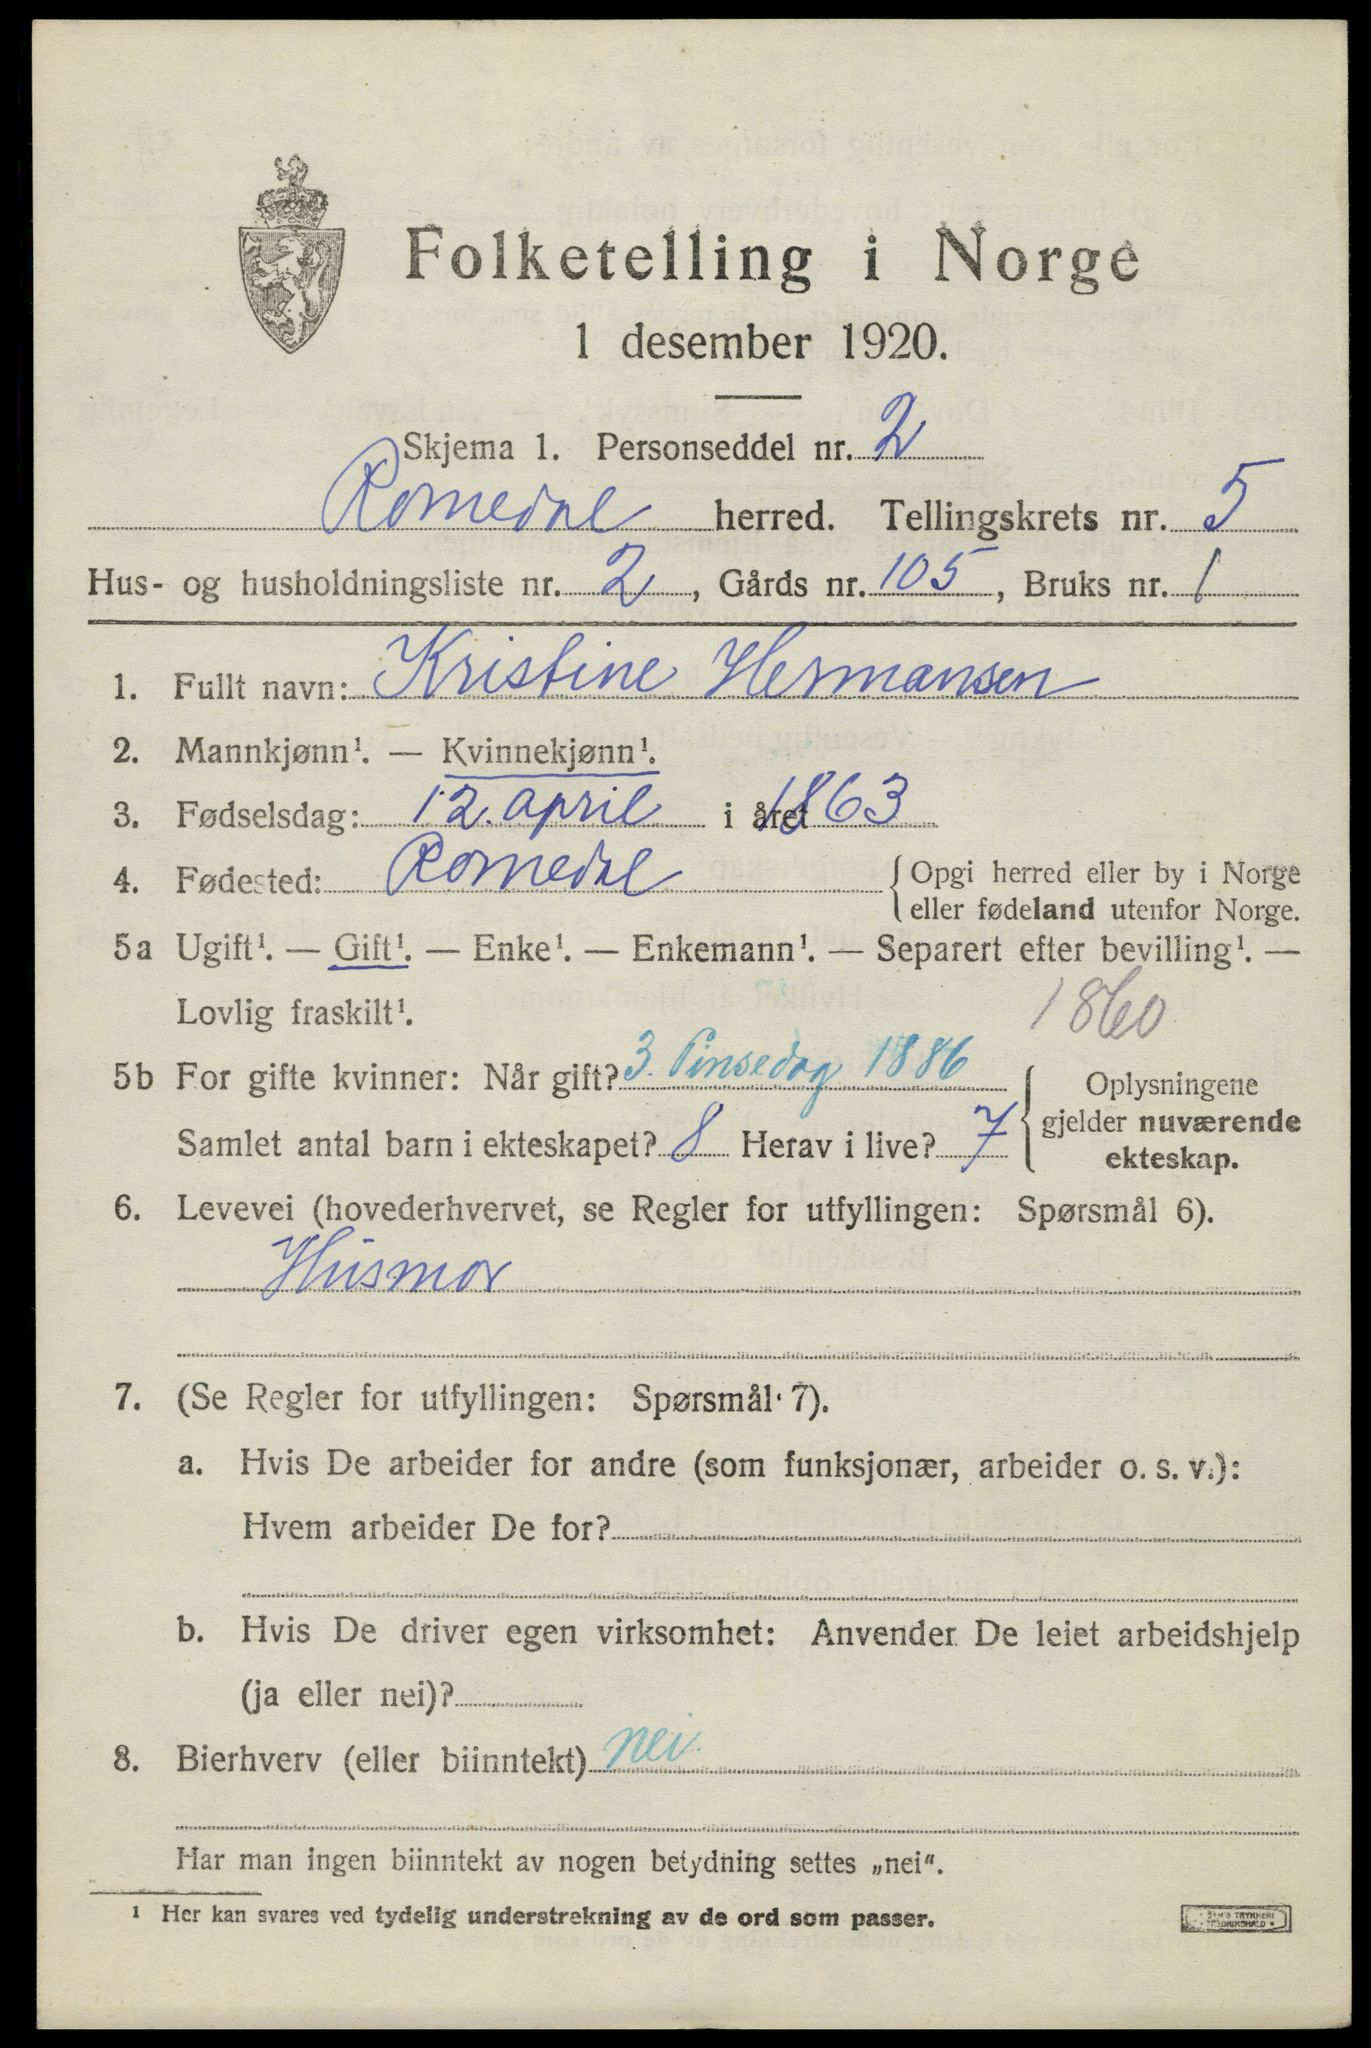 Folketelling i Norge
1 desember 1920.
Skjema 1. Personseddel nr. 2
Romedal herred. Tellingskrets nr. 5
Hus- og husholdningsliste nr. 2, Gårds nr. 105, Bruks nr. 1
1. Fullt navn: Kristine Hermansen
2. Mannkjønn¹. — Kvinnekjønn¹.
3. Fødselsdag: 12. april i året 1863
4. Fødested: Romedal { Opgi herred eller by i Norge
eller fødeland utenfor Norge.
5a Ugift¹. — Gift¹. — Enke¹. — Enkemann¹. — Separert efter bevilling¹. —
Lovlig fraskilt¹.
1860
5b For gifte kvinner: Når gift? 3. Pinsedag 1886
Samlet antal barn i ekteskapet? 8 Herav i live? 7
{ Oplysningene
gjelder nuværende
ekteskap.
6. Levevei (hovederhvervet, se Regler for utfyllingen: Spørsmål 6).
Husmor
7. (Se Regler for utfyllingen: Spørsmål 7).
a. Hvis De arbeider for andre (som funksjonær, arbeider o. s. v.):
Hvem arbeider De for?
b. Hvis De driver egen virksomhet: Anvender De leiet arbeidshjelp
(ja eller nei)?
8. Bierhverv (eller biinntekt) nei
Har man ingen biinntekt av nogen betydning settes „nei“.
¹ Her kan svares ved tydelig understrekning av de ord som passer.
TRYKKERI